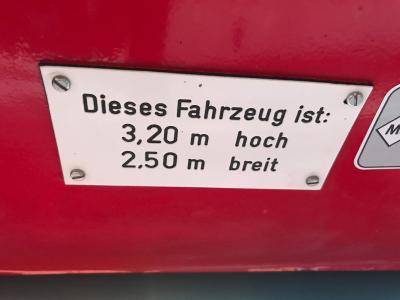 Dieses Fahrzeug ist:
3,20 m hoch
2,50 m breit
M